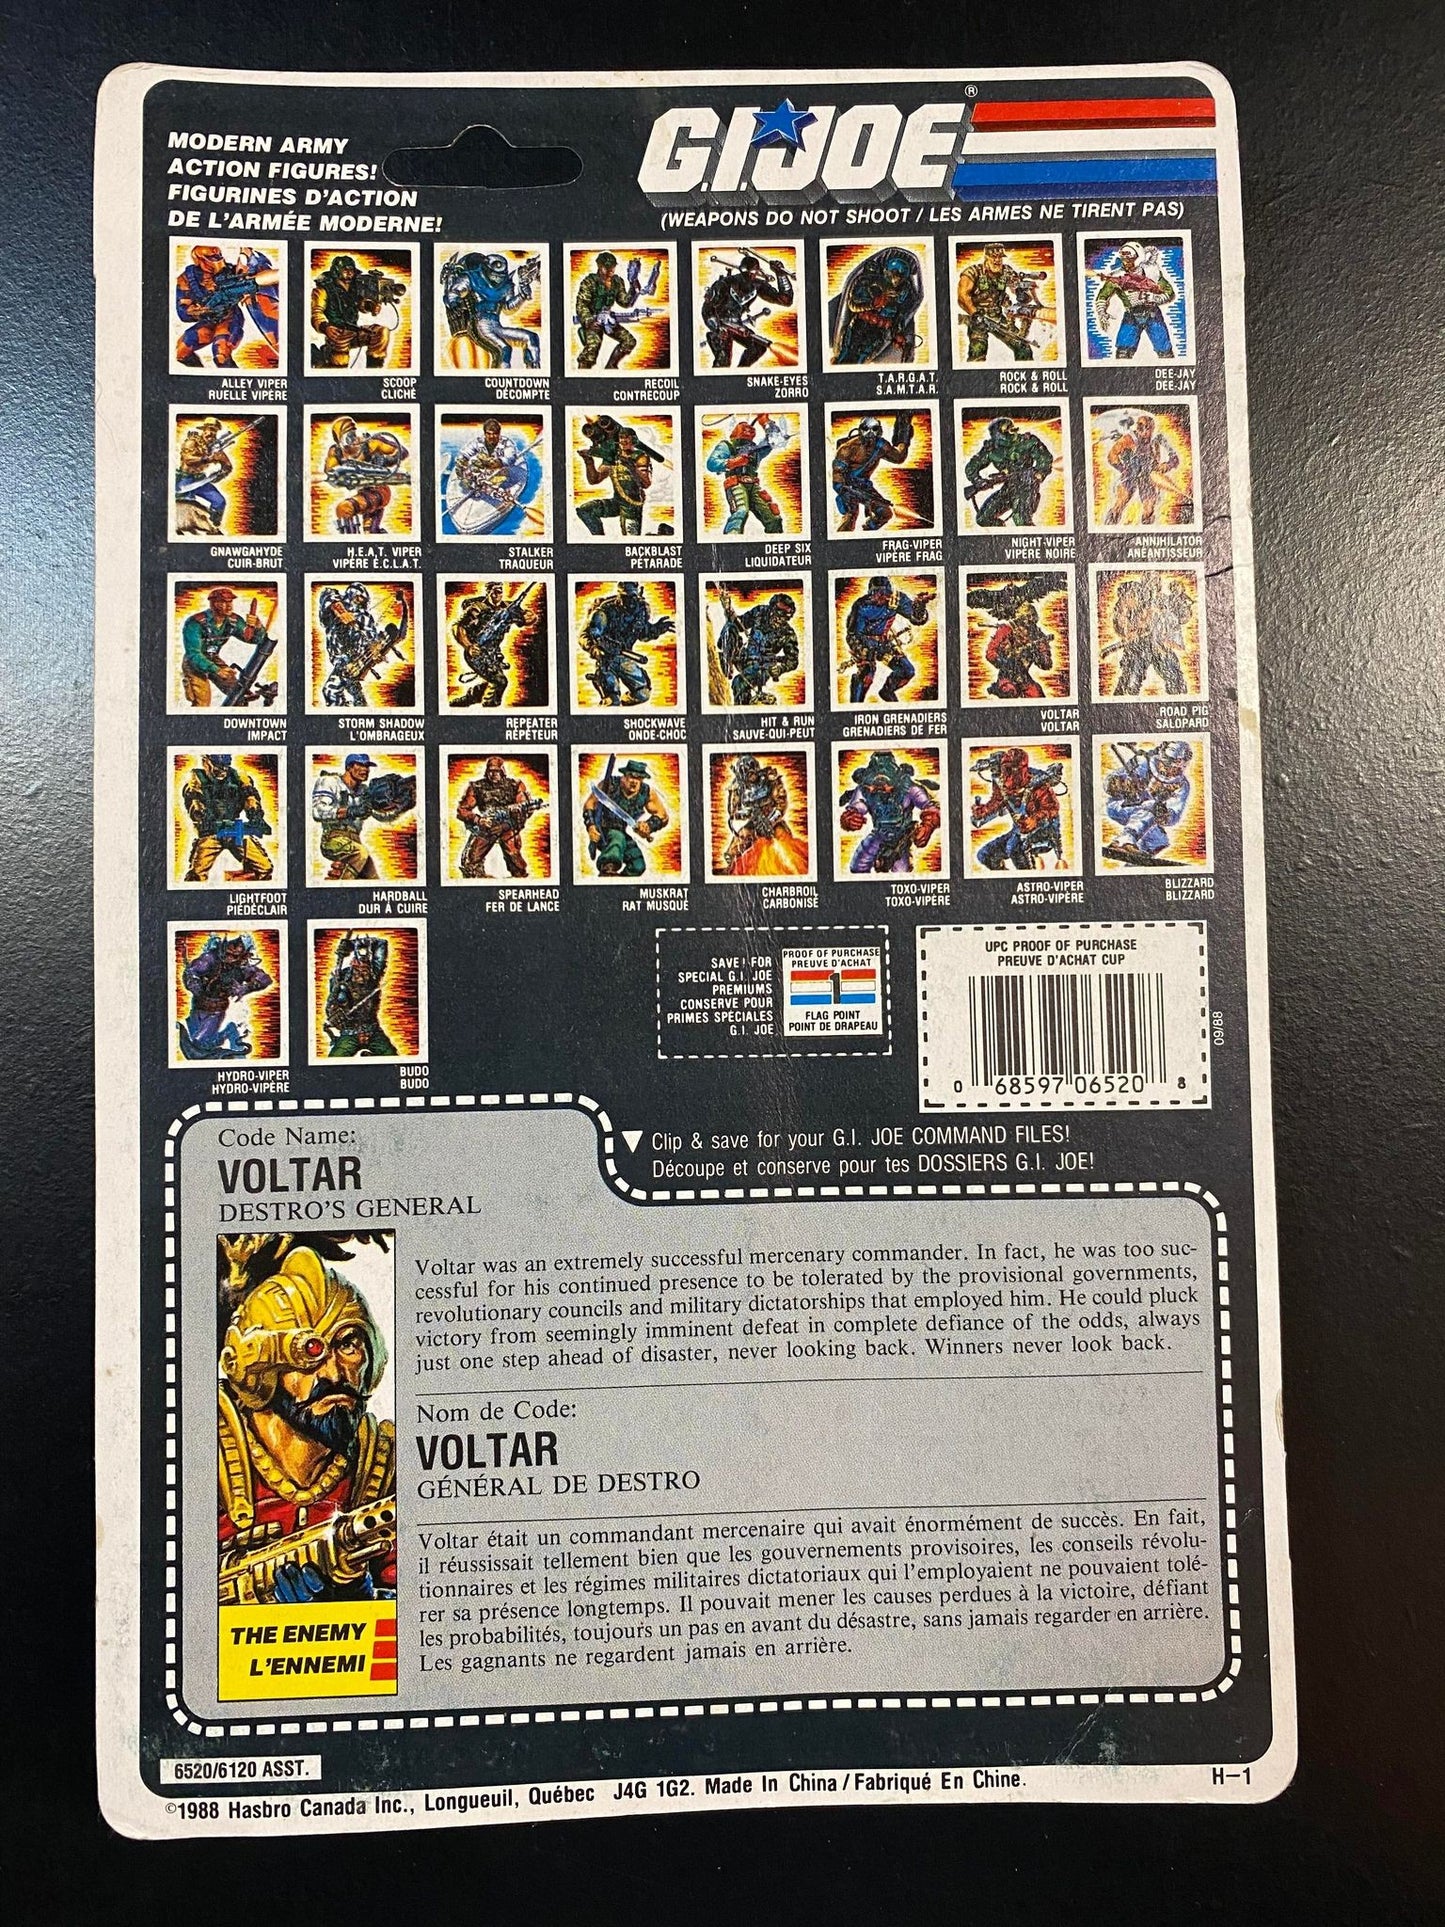 MODERN ARMY
ACTION FIGURES!
FIGURINES D'ACTION
DE L'ARMÉE MODERNE!
G.I. JOE ®
(WEAPONS DO NOT SHOOT / LES ARMES NE TIRENT PAS)
ALLEY VIPER
RUELLE VIPÈRE
SCOOP
CLICHÉ
COUNTDOWN
DÉCOMPTE
RECOIL
CONTRECOUP
SNAKE-EYES
ZORRO
T.A.R.G.A.T.
S.A.M.T.A.R.
ROCK & ROLL
ROCK & ROLL
DEE-JAY
DEE-JAY
GNAWGAHYDE
CUIR-BRUT
H.E.A.T. VIPER
VIPÈRE É.C.L.A.T.
STALKER
TRAQUEUR
BACKBLAST
PÉTARADE
DEEP SIX
LIQUIDATEUR
FRAG-VIPER
VIPÈRE FRAG
NIGHT-VIPER
VIPÈRE NOIRE
ANNIHILATOR
ANÉANTISSEUR
DOWNTOWN
IMPACT
STORM SHADOW
L'OMBRAGEUX
REPEATER
RÉPÉTEUR
SHOCKWAVE
ONDE-CHOC
HIT & RUN
SAUVE-QUI-PEUT
IRON GRENADIERS
GRENADIERS DE FER
VOLTAR
VOLTAR
ROAD PIG
SALOPARD
LIGHTFOOT
PIEDÉCLAIR
HARDBALL
DUR À CUIRE
SPEARHEAD
FER DE LANCE
MUSKRAT
RAT MUSQUÉ
CHARBROIL
CARBONISÉ
TOXO-VIPER
TOXO-VIPÈRE
ASTRO-VIPER
ASTRO-VIPÈRE
BLIZZARD
BLIZZARD
HYDRO-VIPER
HYDRO-VIPÈRE
BUDO
BUDO
SAVE! FOR
SPECIAL G.I. JOE
PREMIUMS
CONSERVE POUR
PRIMES SPÉCIALES
G.I. JOE
PROOF OF PURCHASE
PREUVE D'ACHAT
1
FLAG POINT
POINT DE DRAPEAU
UPC PROOF OF PURCHASE
PREUVE D'ACHAT CUP
0 68597 06520 8
09/88
Clip & save for your G.I. JOE COMMAND FILES!
Découpe et conserve pour tes DOSSIERS G.I. JOE!
Code Name:
VOLTAR
DESTRO'S GENERAL
Voltar was an extremely successful mercenary commander. In fact, he was too suc-
cessful for his continued presence to be tolerated by the provisional governments,
revolutionary councils and military dictatorships that employed him. He could pluck
victory from seemingly imminent defeat in complete defiance of the odds, always
just one step ahead of disaster, never looking back. Winners never look back.
Nom de Code:
VOLTAR
GÉNÉRAL DE DESTRO
Voltar était un commandant mercenaire qui avait énormément de succès. En fait,
il réussissait tellement bien que les gouvernements provisoires, les conseils révolu-
tionnaires et les régimes militaires dictatoriaux qui l'employaient ne pouvaient tolé-
rer sa présence longtemps. Il pouvait mener les causes perdues à la victoire, défiant
les probabilités, toujours un pas en avant du désastre, sans jamais regarder en arrière.
Les gagnants ne regardent jamais en arrière.
THE ENEMY
L'ENNEMI
6520/6120 ASST.
©1988 Hasbro Canada Inc., Longueuil, Québec J4G 1G2. Made In China / Fabriqué En Chine.
H-1